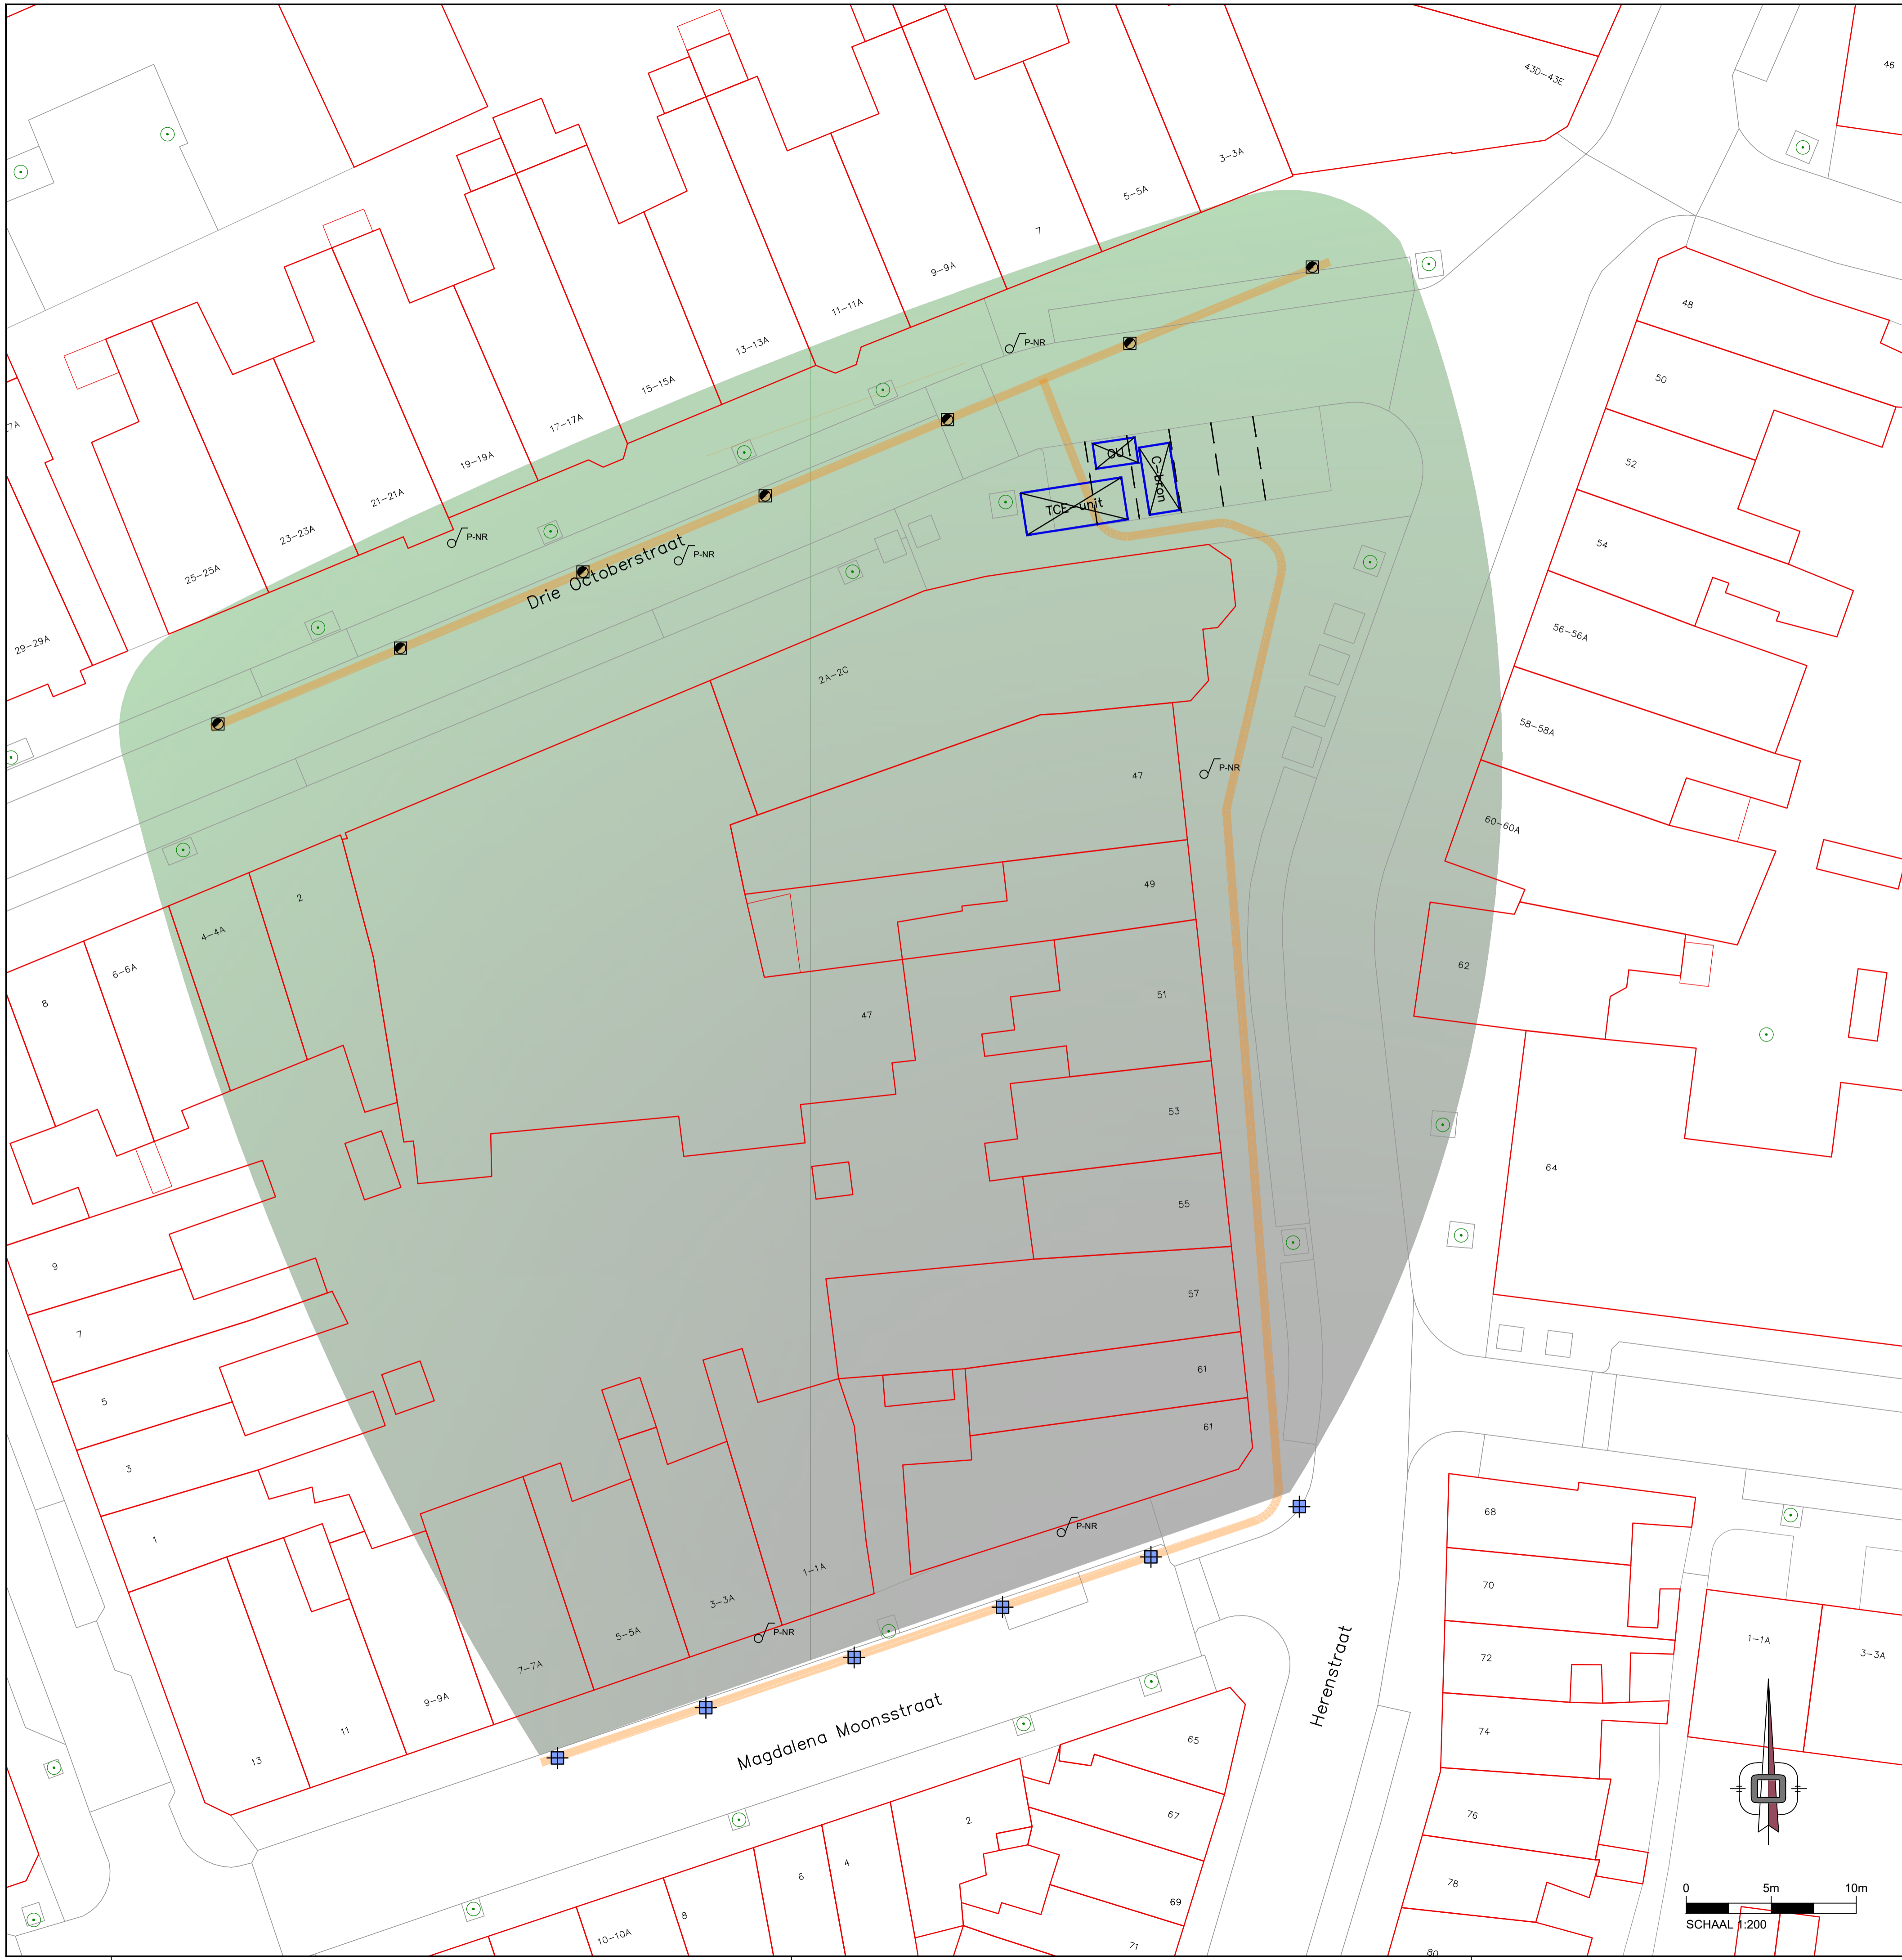 43D-43E
46
3-3A
5-5A
7
9-9A
11-11A
13-13A
15-15A
17-17A
19-19A
21-21A
23-23A
25-25A
29-29A
P-NR
P-NR
P-NR
Drie Octoberstraat
OU
TCE-unit
48
50
52
54
56-56A
58-58A
60-60A
62
64
2A-2C
47
P-NR
49
51
47
53
55
57
61
61
2
4-4A
6-6A
8
9
7
5
3
1
P-NR
1-1A
3-3A
P-NR
5-5A
7-7A
9-9A
11
13
Magdalena Moonsstraat
Herenstraat
68
70
72
74
76
78
80
1-1A
3-3A
65
67
69
71
2
4
6
8
10-10A
0
5m
10m
SCHAAL 1:200